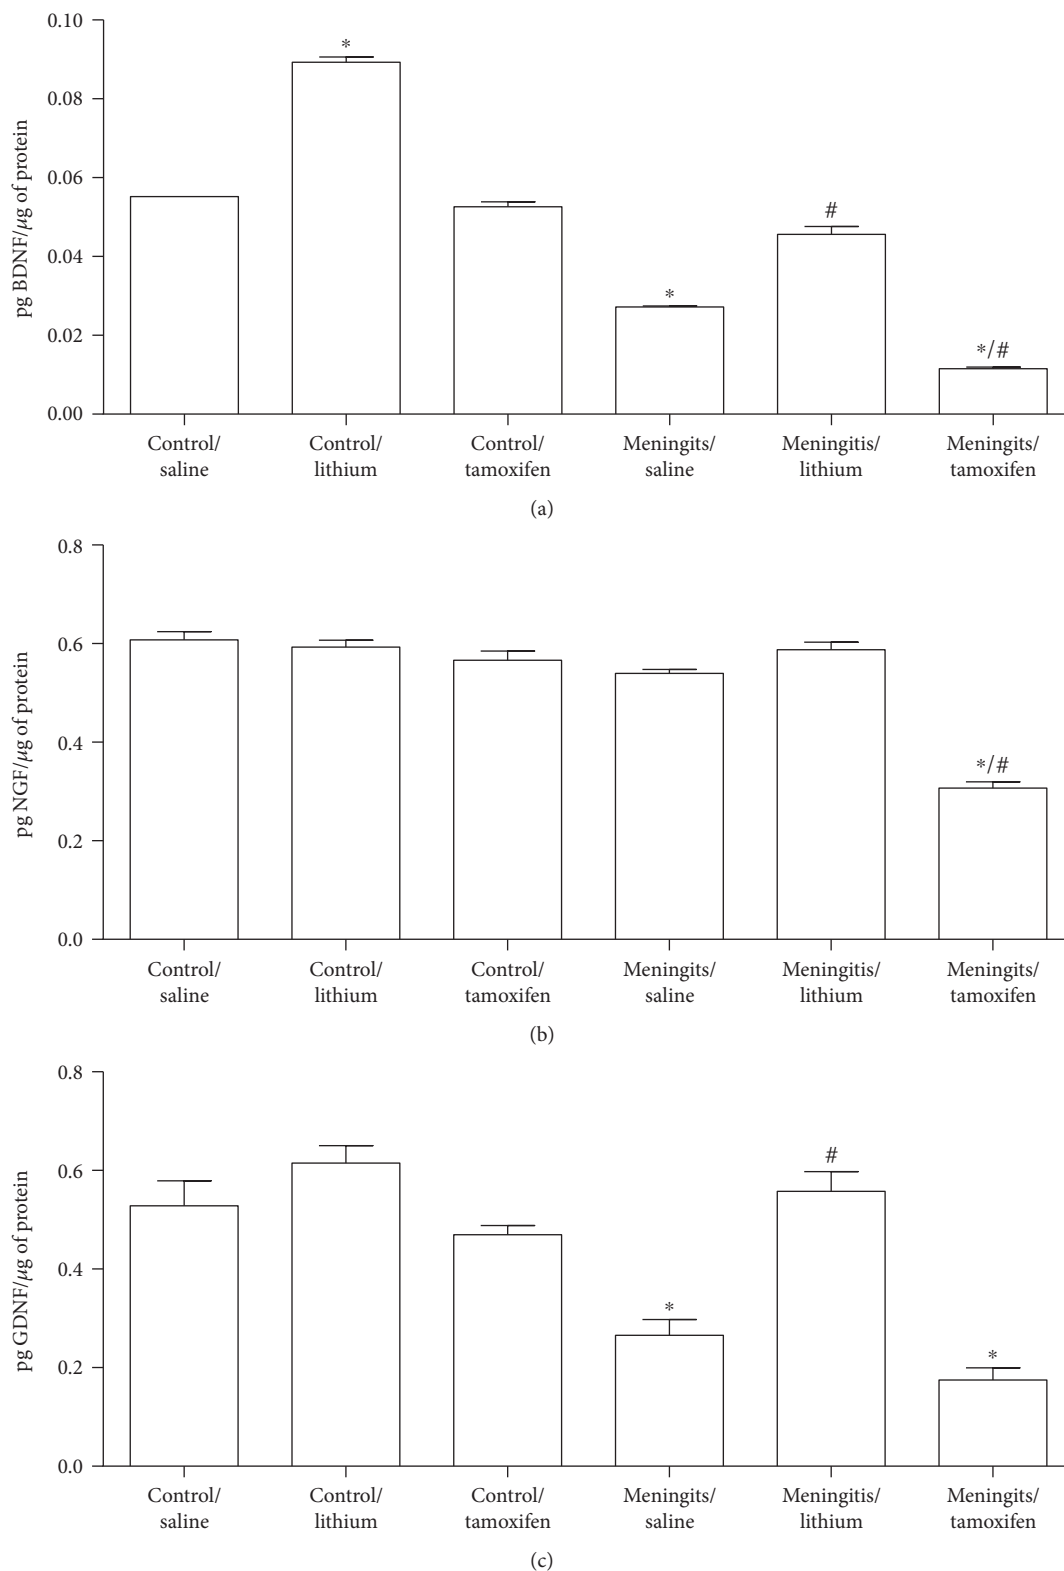 0.10
0.08
0.06
0.04
0.02
0.00
pg BDNF/μg of protein
*
*
#
*/#
Control/
saline
Control/
lithium
Control/
tamoxifen
Meningits/
saline
Meningitis/
lithium
Meningits/
tamoxifen
(a)
0.8
0.6
0.4
0.2
0.0
pg NGF/μg of protein
*/#
Control/
saline
Control/
lithium
Control/
tamoxifen
Meningits/
saline
Meningitis/
lithium
Meningits/
tamoxifen
(b)
0.8
0.6
0.4
0.2
0.0
pg GDNF/μg of protein
*
#
*
Control/
saline
Control/
lithium
Control/
tamoxifen
Meningits/
saline
Meningitis/
lithium
Meningits/
tamoxifen
(c)